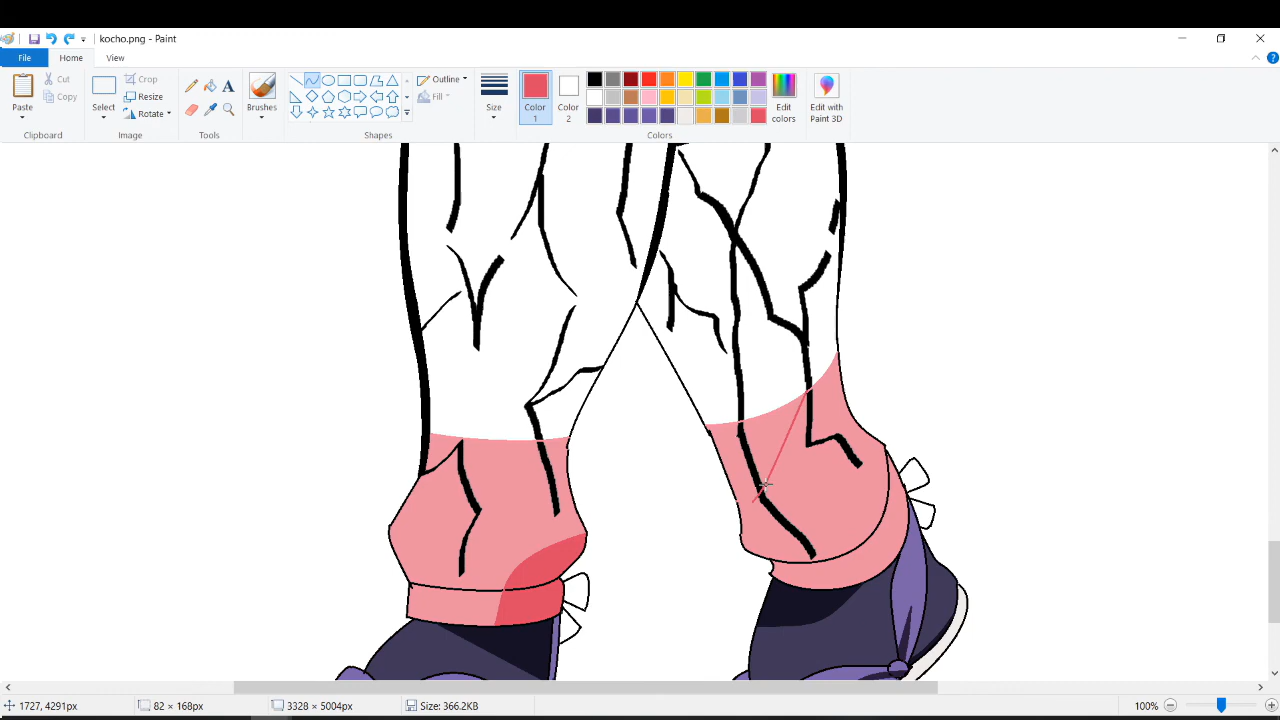 kocho.png - Paint
File
Home
View
Paste
Cut
Copy
Clipboard
Select
Crop
Resize
Rotate
Image
A
Tools
Brushes
Outline
Fill
Shapes
Size
Color 1
Color 2
Edit colors
Colors
Edit with Paint 3D
1727, 4291px
82 × 168px
3328 × 5004px
Size: 366.2KB
100%